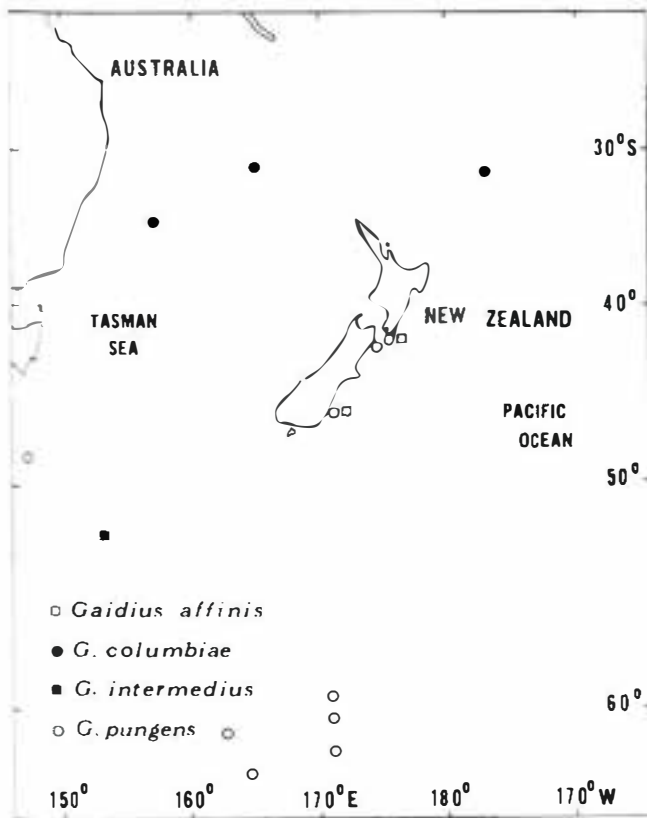 AUSTRALIA
30°S
40°
TASMAN
SEA
NEW ZEALAND
PACIFIC
OCEAN
50°
Gaidius affinis
G. columbiae
G. intermedius
G. pungens
60°
150° 160° 170°E 180° 170°W